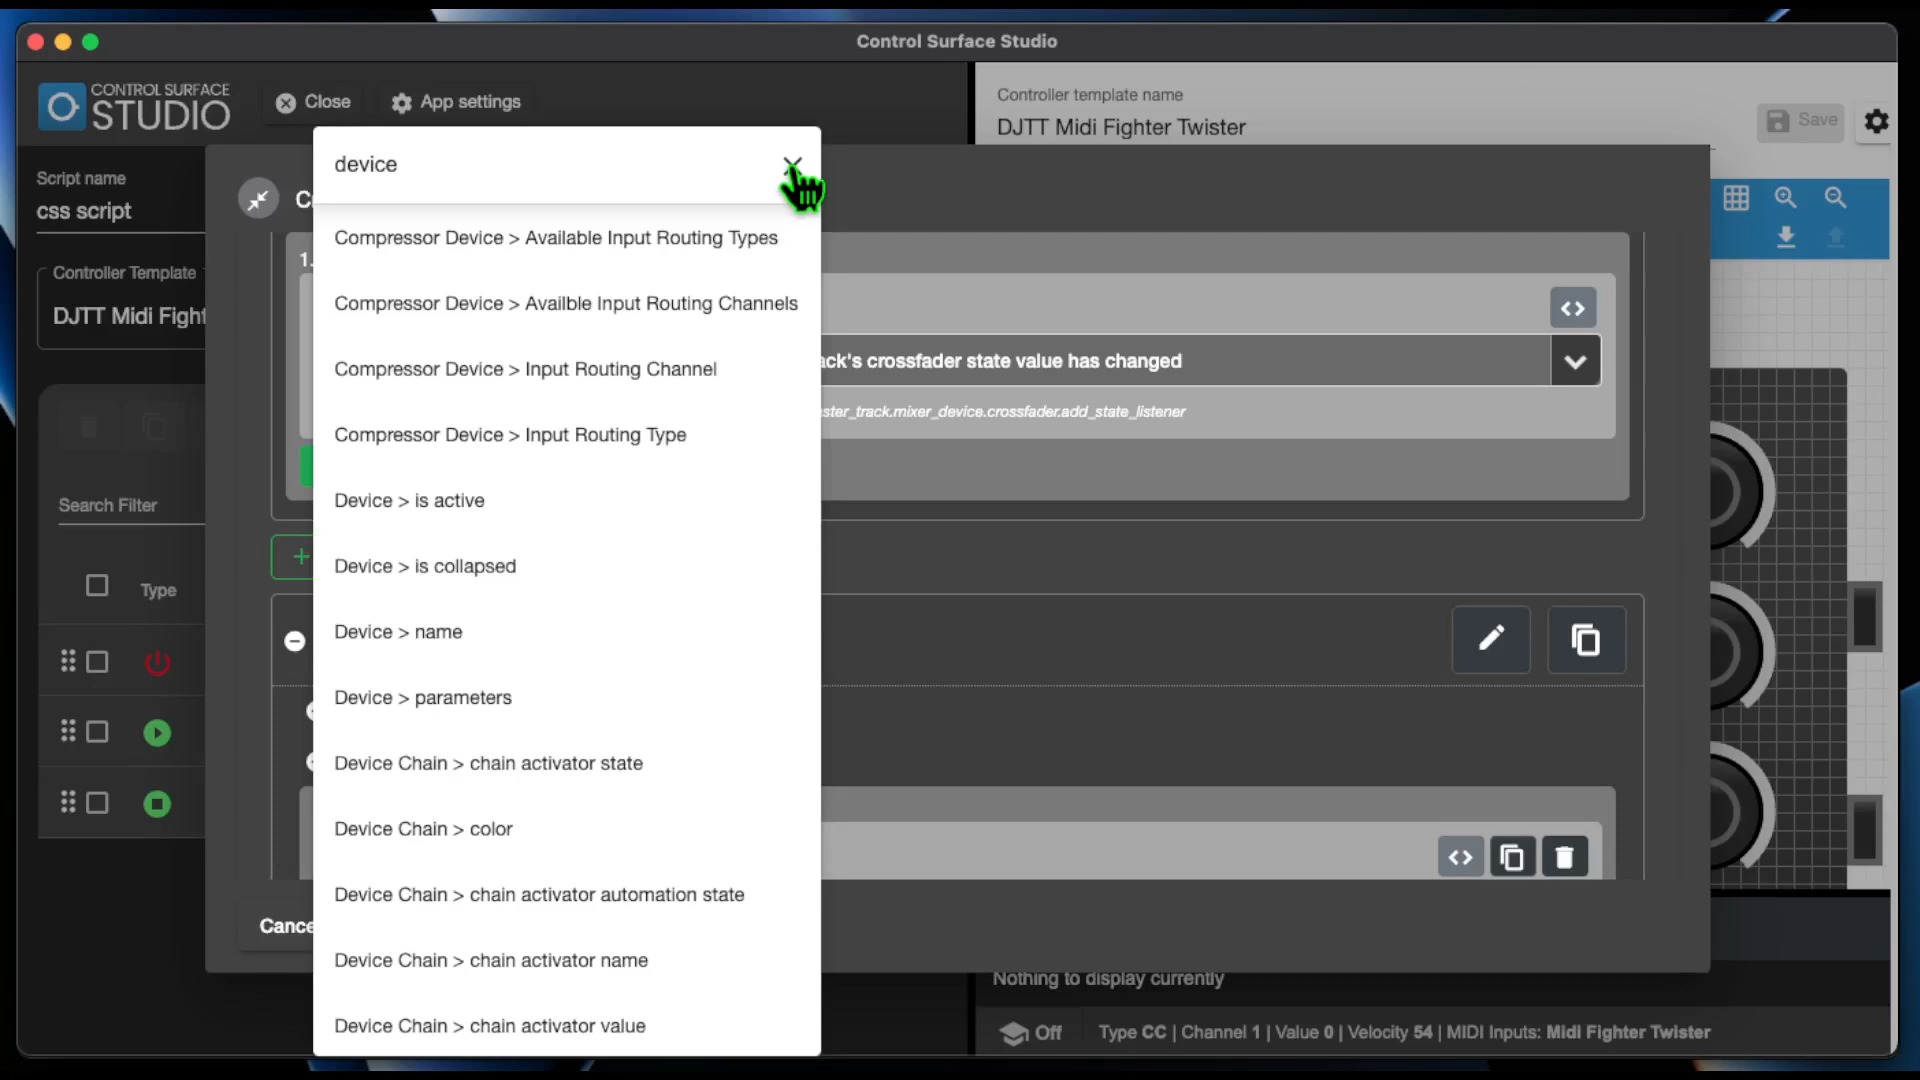 Control Surface Studio
CONTROL SURFACE
STUDIO
Close
App settings
Controller template name
DJTT Midi Fighter Twister
Save
Script name
css script
Controller Template
DJTT Midi Fight
Search Filter
Type
device
Compressor Device > Available Input Routing Types
Compressor Device > Availble Input Routing Channels
Compressor Device > Input Routing Channel
Compressor Device > Input Routing Type
Device > is active
Device > is collapsed
Device > name
Device > parameters
Device Chain > chain activator state
Device Chain > color
Device Chain > chain activator automation state
Device Chain > chain activator name
Device Chain > chain activator value
1.
ack's crossfader state value has changed
ster_track.mixer_device.crossfader.add_state_listener
Cance
Nothing to display currently
Off
Type CC | Channel 1 | Value 0 | Velocity 54 | MIDI Inputs: Midi Fighter Twister